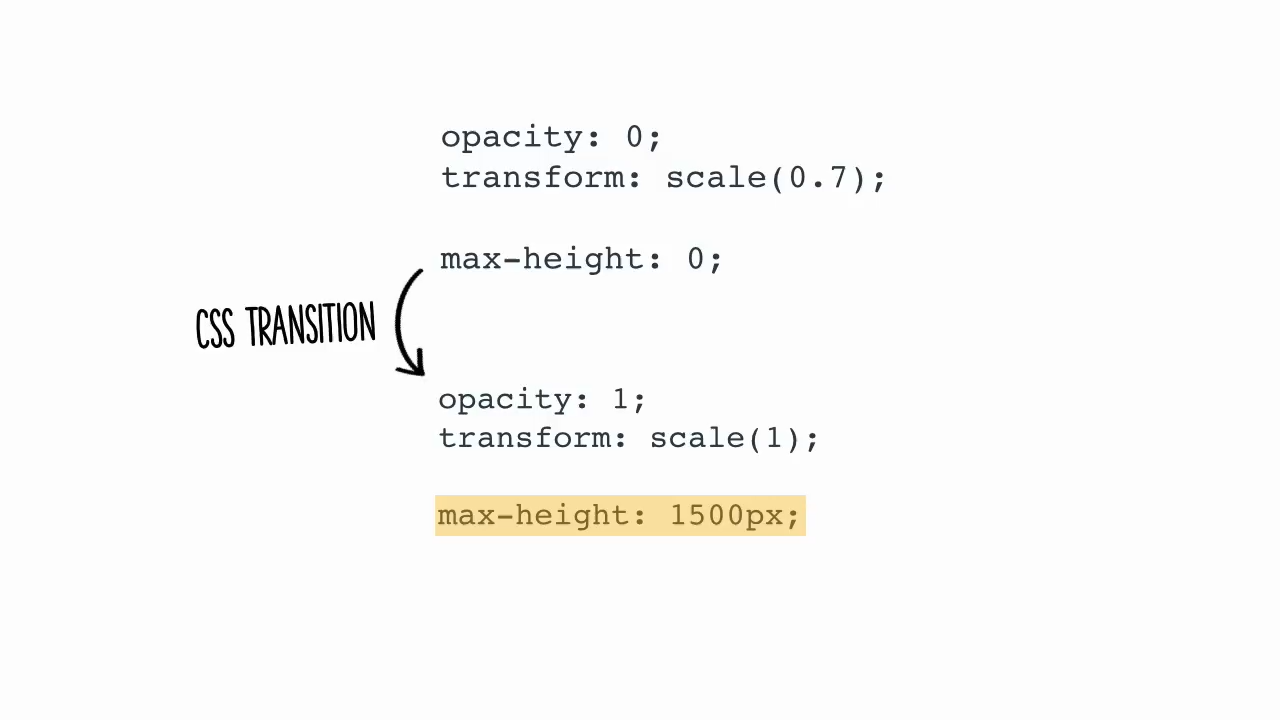 opacity: 0;
transform: scale(0.7);
max-height: 0;
CSS TRANSITION
opacity: 1;
transform: scale(1);
max-height: 1500px;